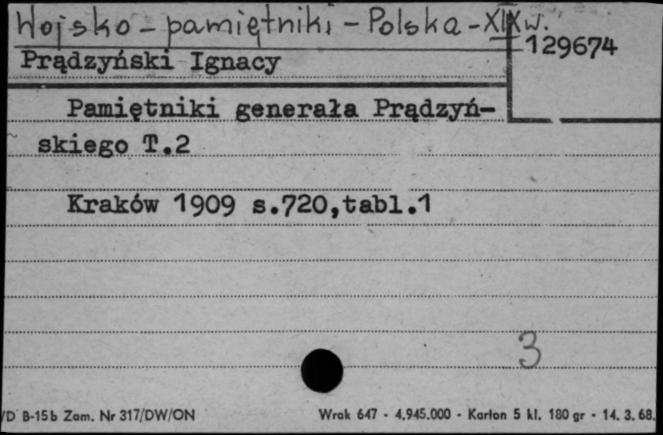 Wojsko - pamiętniki - Polska - XIX w.
129674
Prądzyński Ignacy
Pamiętniki generała Prądzyń-
skiego T.2
Kraków 1909 s.720,tabl.1
3
/D B-15b Zam. Nr 317/DW/ON Wrak 647 - 4.945.000 - Karton 5 kl. 180 gr - 14. 3. 68.